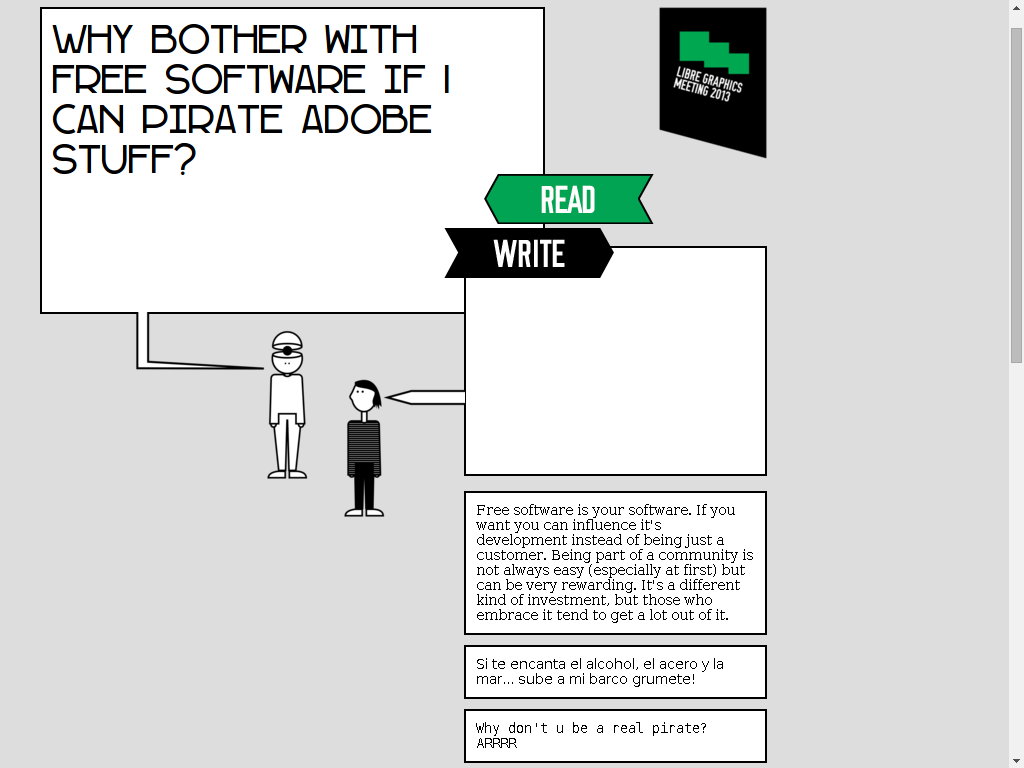 WHY BOTHER WITH
FREE SOFTWARE IF I
CAN PIRATE ADOBE
STUFF?
LIBRE GRAPHICS
MEETING 2013
READ
WRITE
Free software is your software. If you
want you can influence it's
development instead of being just a
customer. Being part of a community is
not always easy (especially at first) but
can be very rewarding. It's a different
kind of investment, but those who
embrace it tend to get a lot out of it.
Si te encanta el alcohol, el acero y la
mar... sube a mi barco grumete!
Why don't u be a real pirate?
ARRRR